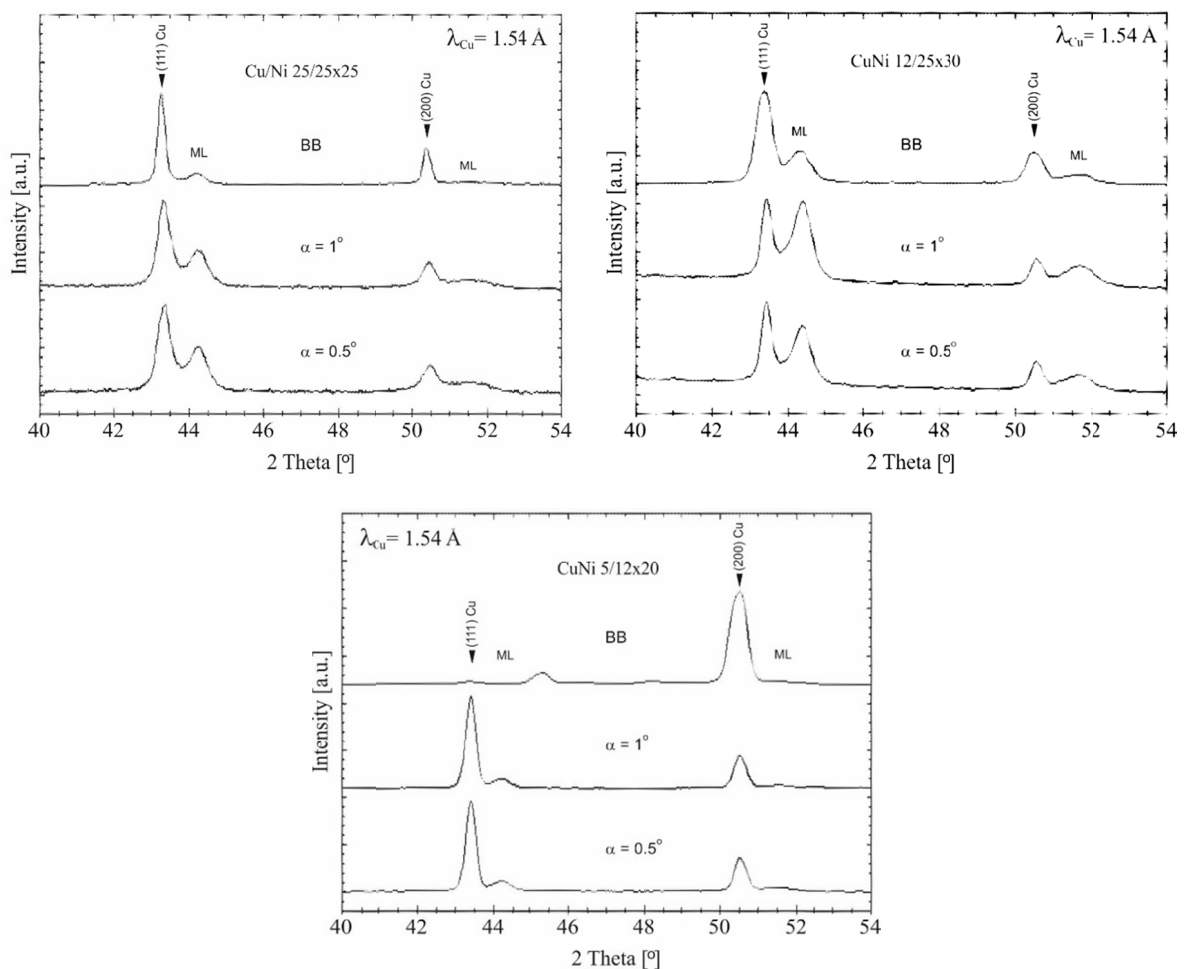 λCu= 1.54 Å
(111) Cu
Cu/Ni 25/25x25
(200) Cu
ML
BB
ML
α = 1°
α = 0.5°
Intensity [a.u.]
40 42 44 46 48 50 52 54
2 Theta [°]
λCu= 1.54 Å
(111) Cu
CuNi 12/25x30
(200) Cu
ML
BB
ML
α = 1°
α = 0.5°
Intensity [a.u.]
40 42 44 46 48 50 52 54
2 Theta [°]
λCu= 1.54 Å
(200) Cu
CuNi 5/12x20
(111) Cu
ML
BB
ML
α = 1°
α = 0.5°
Intensity [a.u.]
40 42 44 46 48 50 52 54
2 Theta [°]